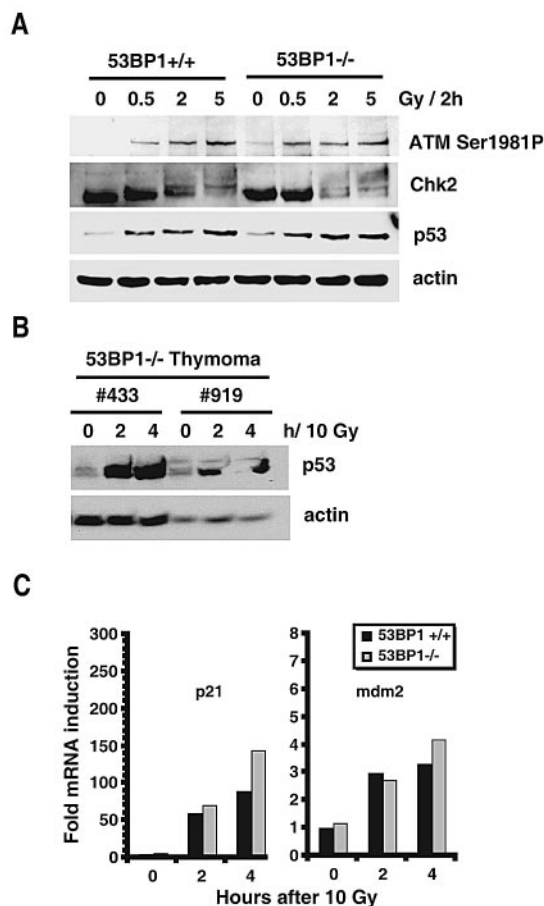 A
53BP1+/+ 53BP1-/-
0 0.5 2 5 0 0.5 2 5 Gy / 2h
ATM Ser1981P
Chk2
p53
actin
B
53BP1-/- Thymoma
#433 #919
0 2 4 0 2 4 h/ 10 Gy
p53
actin
C
Fold mRNA induction
300
250
200
150
100
50
0
p21
0 2 4
8
7
6
5
4
3
2
1
0
53BP1 +/+
53BP1-/-
mdm2
0 2 4
Hours after 10 Gy